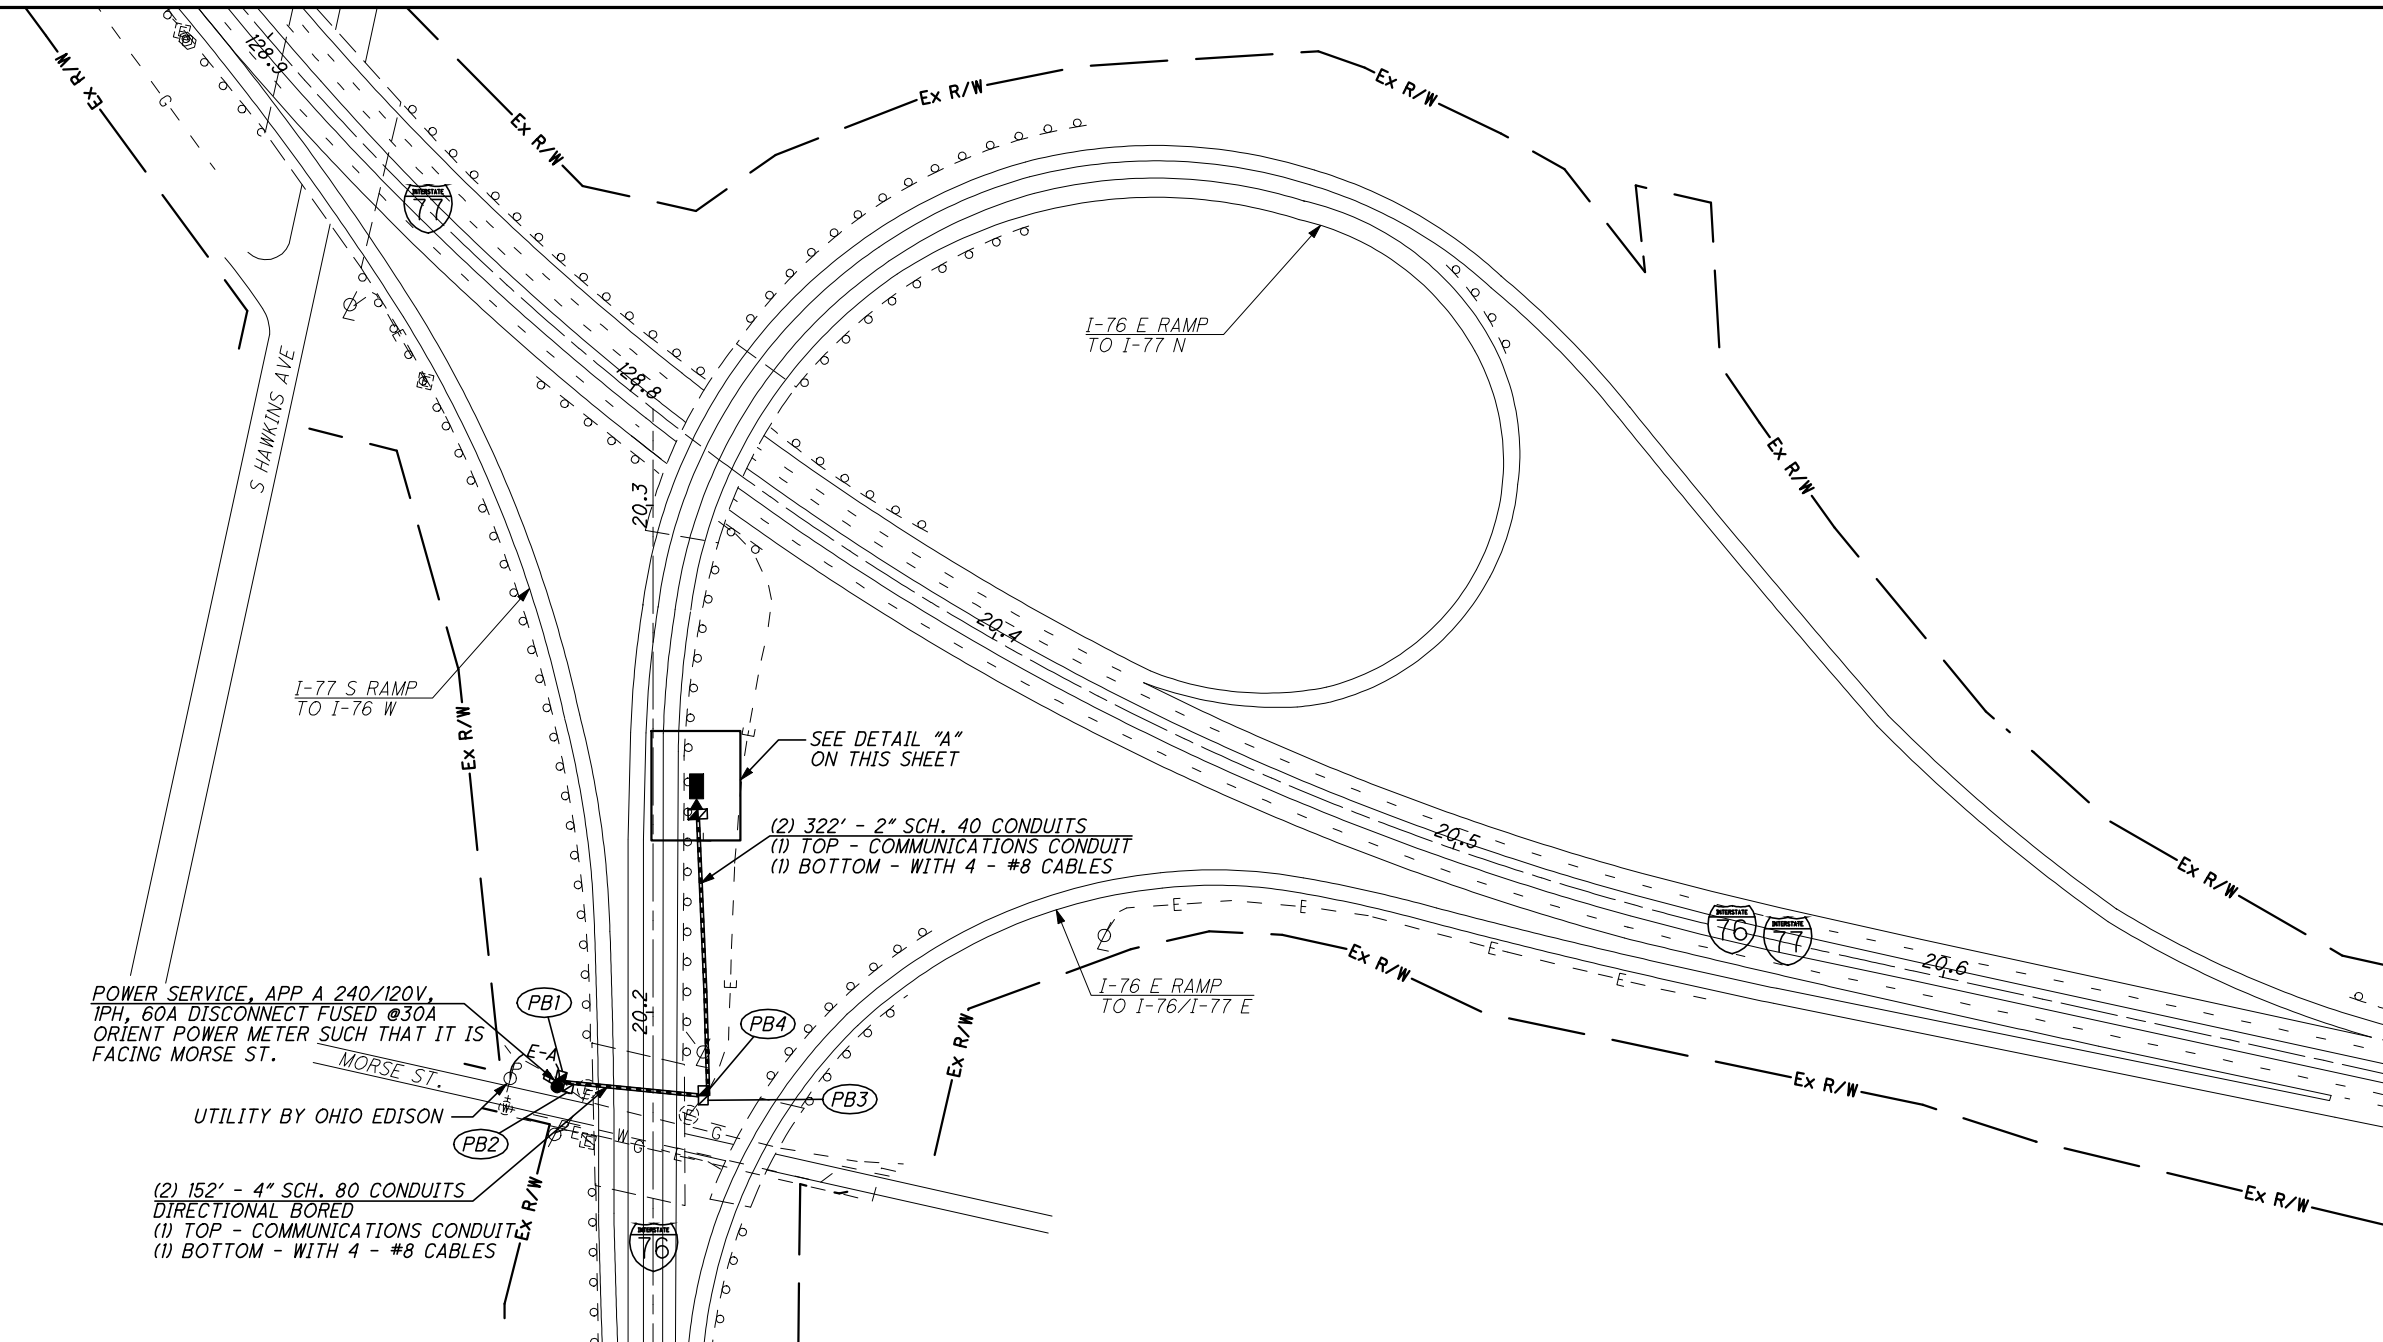 128.9
Ex R/W
G
Ex R/W
Ex R/W
Ex R/W
INTERSTATE
77
I-76 E RAMP
TO I-77 N
E
S HAWKINS AVE
128.8
Ex R/W
20.3
20.4
I-77 S RAMP
TO I-76 W
Ex R/W
E
SEE DETAIL "A"
ON THIS SHEET
(2) 322' - 2" SCH. 40 CONDUITS
(1) TOP - COMMUNICATIONS CONDUIT
(1) BOTTOM - WITH 4 - #8 CABLES
20.5
Ex R/W
E
E
E
E
E
INTERSTATE
76
INTERSTATE
77
20.6
Ex R/W
I-76 E RAMP
TO I-76/I-77 E
POWER SERVICE, APP A 240/120V,
1PH, 60A DISCONNECT FUSED @30A
ORIENT POWER METER SUCH THAT IT IS
FACING MORSE ST.
PB1
20.2
PB4
Ex R/W
E-A
MORSE ST.
E
PB3
Ex R/W
UTILITY BY OHIO EDISON
E
PB2
E
W
G
G
E
(2) 152' - 4" SCH. 80 CONDUITS
DIRECTIONAL BORED
(1) TOP - COMMUNICATIONS CONDUIT
(1) BOTTOM - WITH 4 - #8 CABLES
Ex R/W
Ex R/W
INTERSTATE
76